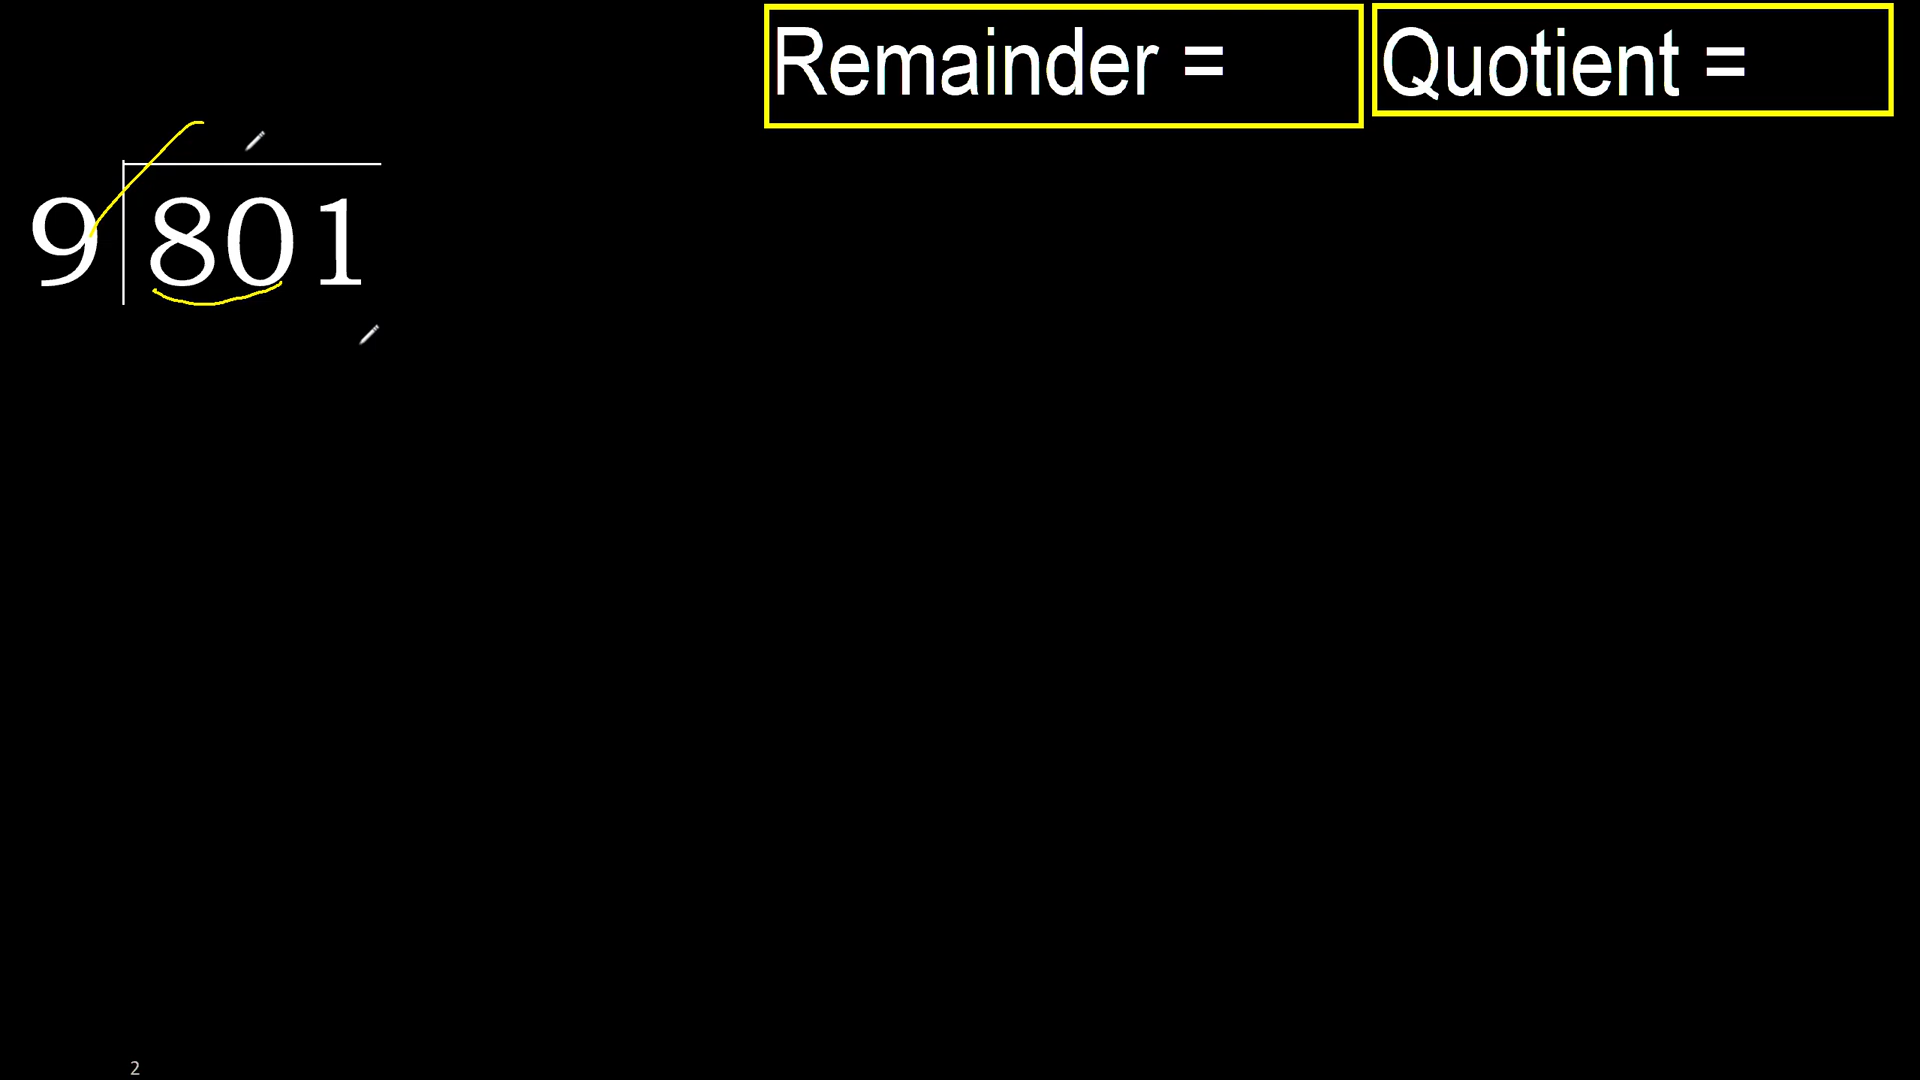 Remainder =
Quotient =
9 801
2